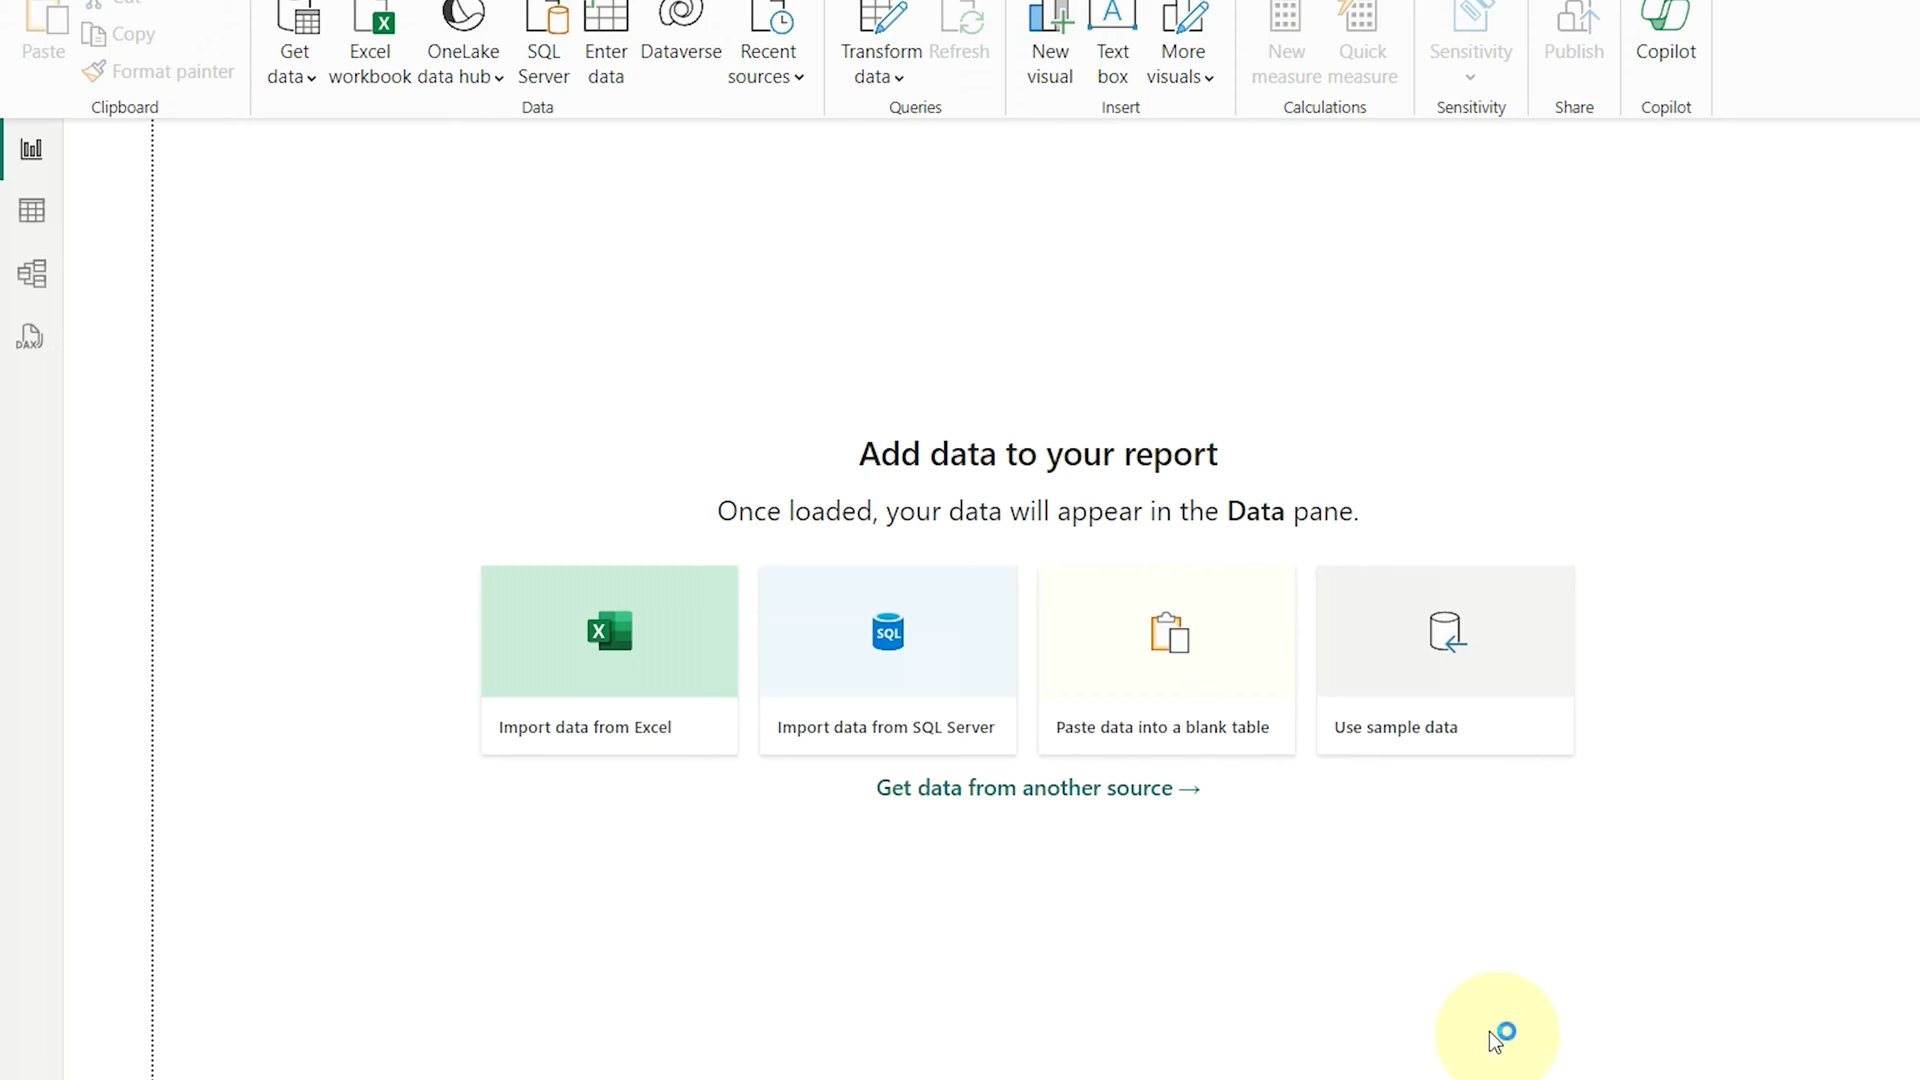 Cut
Paste
Copy
Format painter
Clipboard
Get data
Excel workbook
OneLake data hub
SQL Server
Enter data
Dataverse
Recent sources
Data
Transform data
Refresh
Queries
New visual
A
Text box
More visuals
Insert
New measure
Quick measure
Calculations
Sensitivity
Sensitivity
Publish
Share
Copilot
Copilot
X
DAX
Add data to your report
Once loaded, your data will appear in the Data pane.
X
SQL
Import data from Excel
Import data from SQL Server
Paste data into a blank table
Use sample data
Get data from another source →